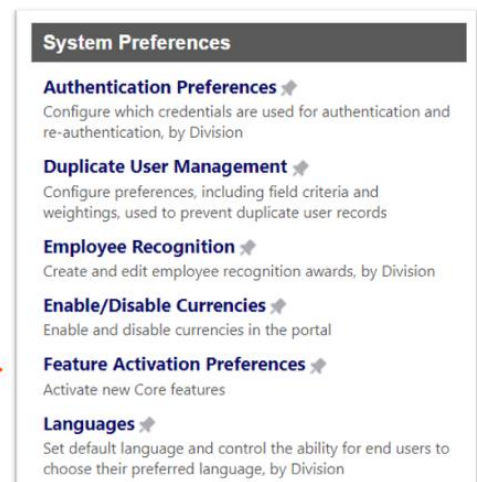 System Preferences
Authentication Preferences
Configure which credentials are used for authentication and
re-authentication, by Division
Duplicate User Management
Configure preferences, including field criteria and
weightings, used to prevent duplicate user records
Employee Recognition
Create and edit employee recognition awards, by Division
Enable/Disable Currencies
Enable and disable currencies in the portal
Feature Activation Preferences
Activate new Core features
Languages
Set default language and control the ability for end users to
choose their preferred language, by Division